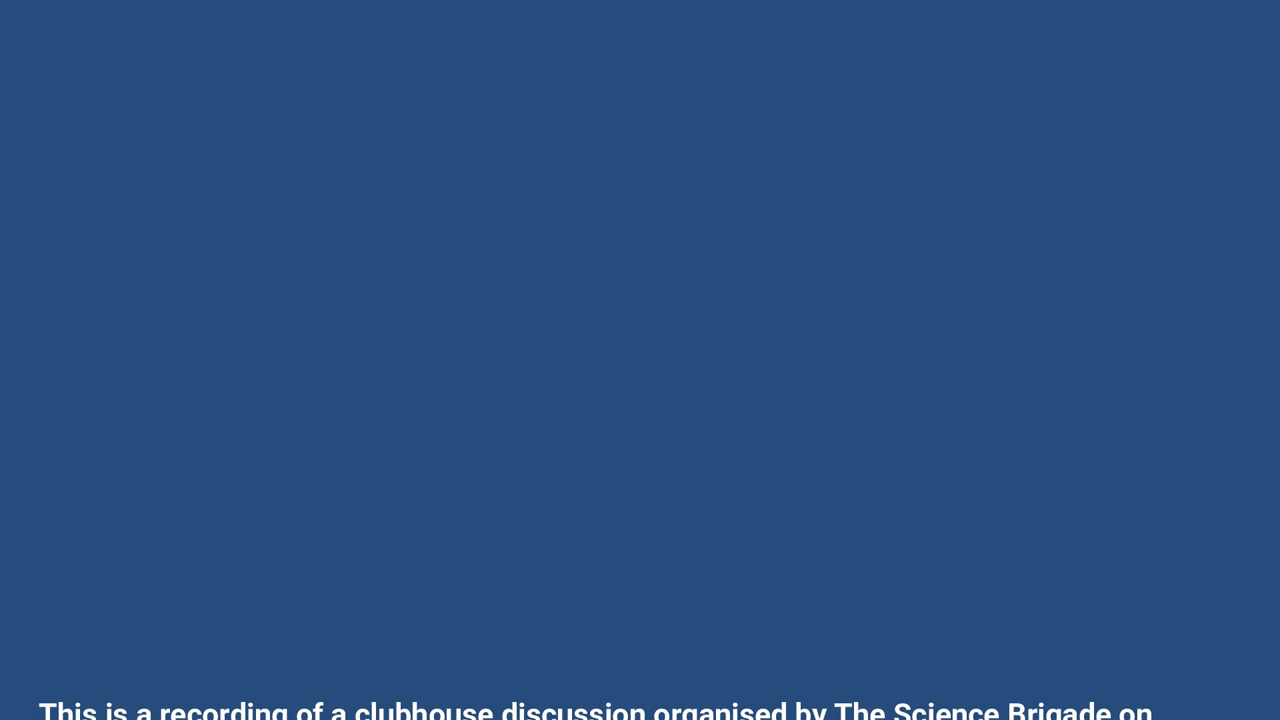 This is a recording of a clubhouse discussion organised by The Science Brigade on